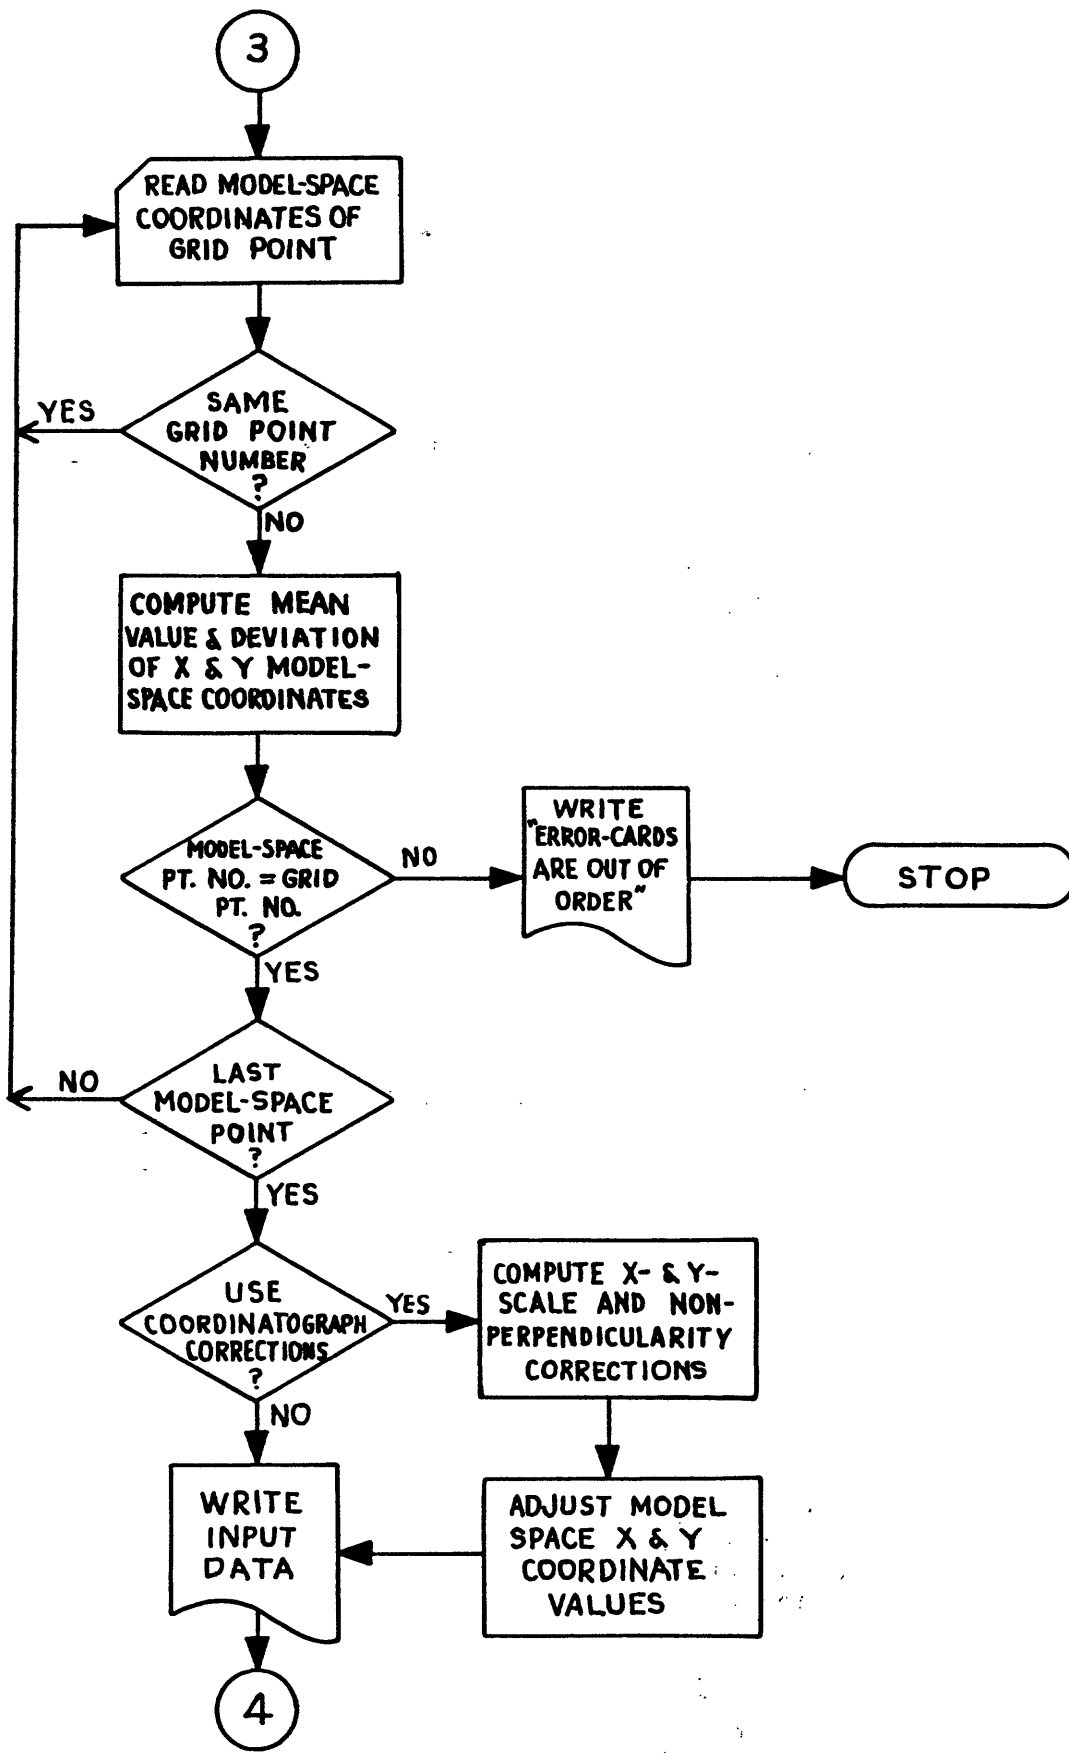 3
READ MODEL-SPACE
COORDINATES OF
GRID POINT
YES
SAME
GRID POINT
NUMBER
?
NO
COMPUTE MEAN
VALUE & DEVIATION
OF X & Y MODEL-
SPACE COORDINATES
MODEL-SPACE
PT. NO. = GRID
PT. NO.
?
NO
WRITE
"ERROR-CARDS
ARE OUT OF
ORDER"
STOP
YES
NO
LAST
MODEL-SPACE
POINT
?
YES
USE
COORDINATOGRAPH
CORRECTIONS
?
YES
COMPUTE X- & Y-
SCALE AND NON-
PERPENDICULARITY
CORRECTIONS
NO
WRITE
INPUT
DATA
ADJUST MODEL
SPACE X & Y
COORDINATE
VALUES
4